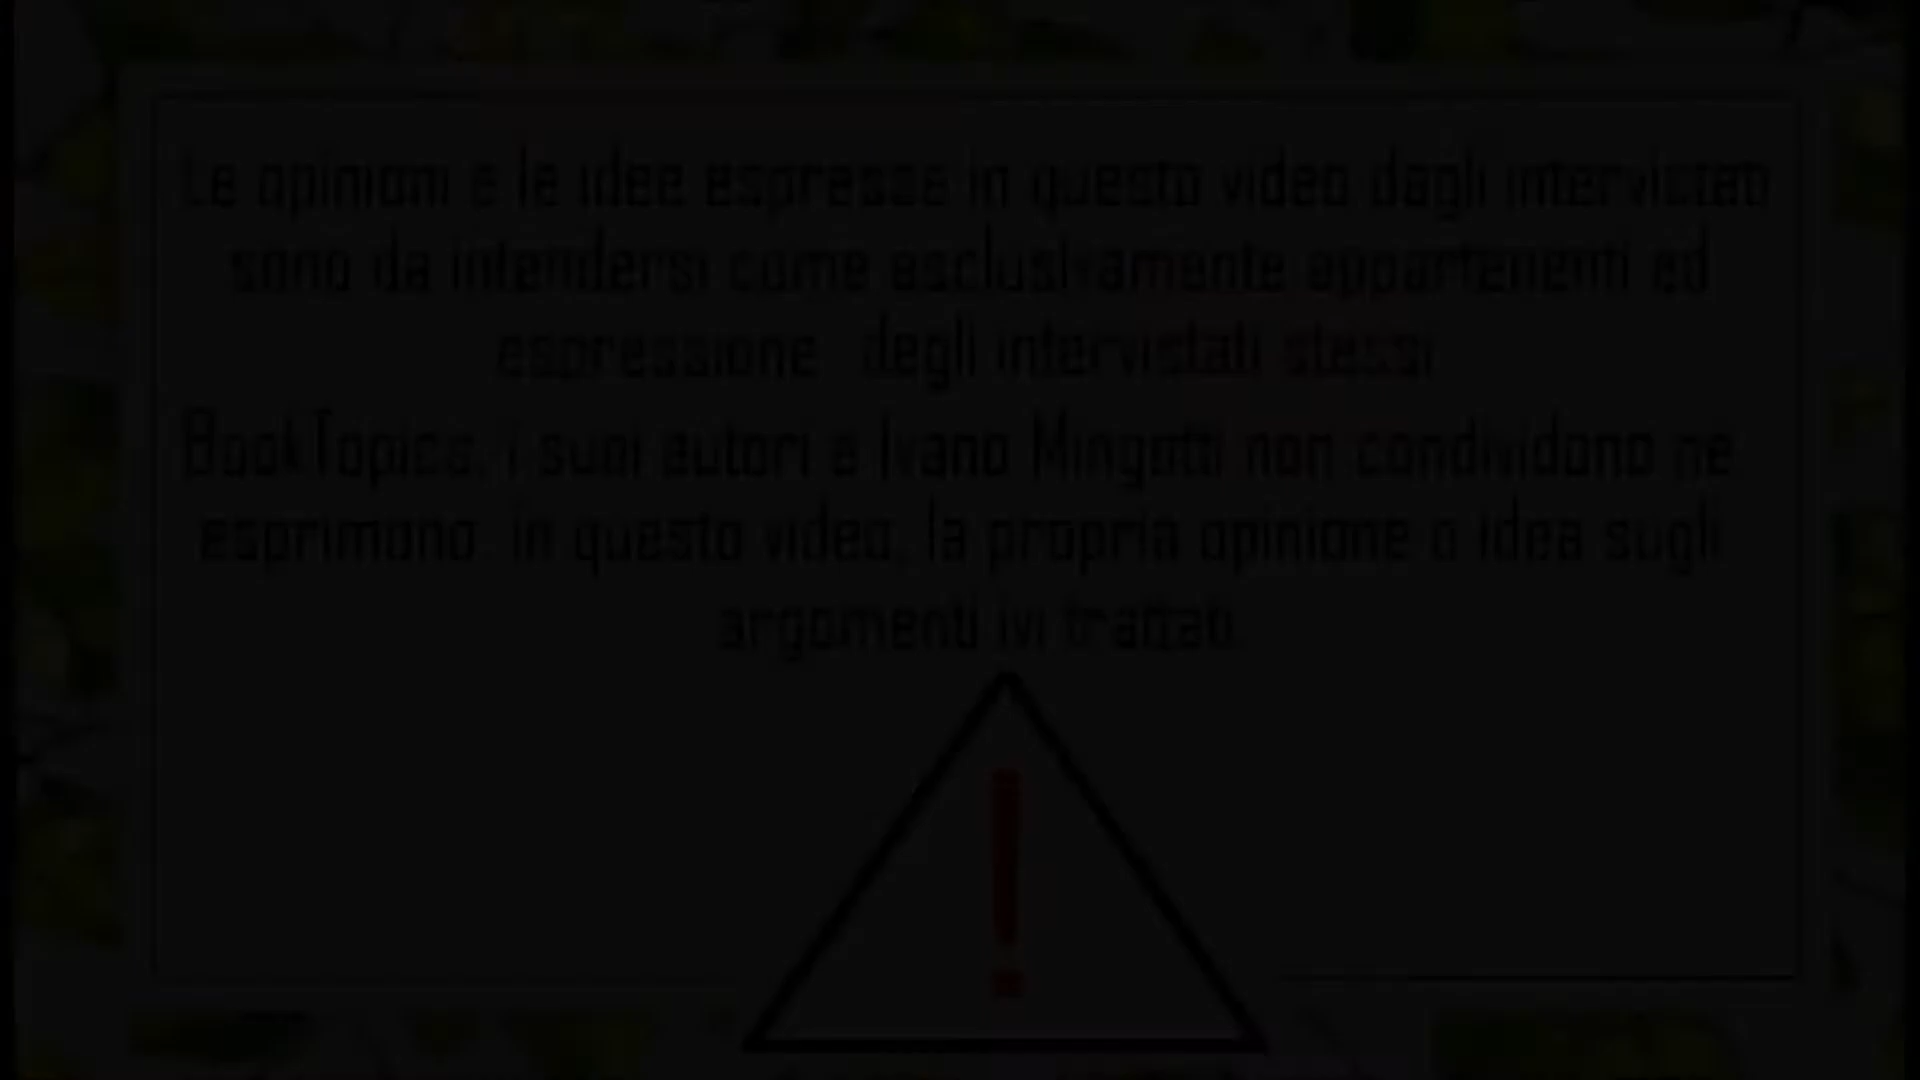 Le opinioni e le idee espresse in questo video dagli intervistati
sono da intendersi come esclusivamente appartenenti ed
espressione degli intervistati stessi
BookTopics, i suoi autori e Ivano Mingotti non condividono ne
esprimono, in questo video, la propria opinione o idea sugli
argomenti ivi trattati.
!